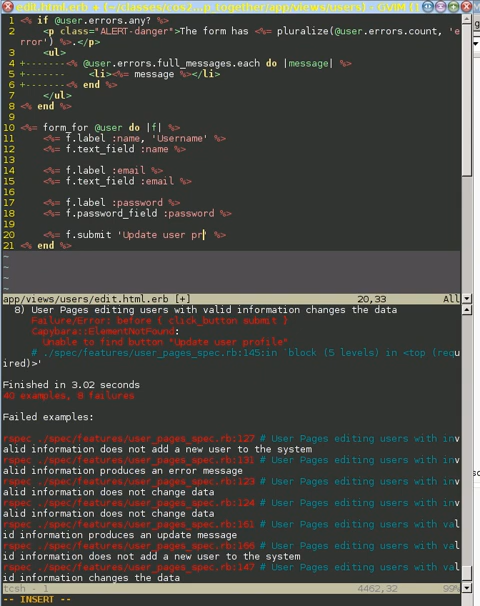 edit.html.erb + (~/classes/cos2...p-together/app/views/users) - GVIM (1
1 <% if @user.errors.any? %>
2     <p class="ALERT-danger">The form has <%= pluralize(@user.errors.count, 'e
rror') %>.</p>
3     <ul>
4 +-------<% @user.errors.full_messages.each do |message| %>
5 +-------    <li><%= message %></li>
6 +-------<% end %>
7     </ul>
8 <% end %>
9
10 <%= form_for @user do |f| %>
11     <%= f.label :name, 'Username' %>
12     <%= f.text_field :name %>
13
14     <%= f.label :email %>
15     <%= f.text_field :email %>
16
17     <%= f.label :password %>
18     <%= f.password_field :password %>
19
20     <%= f.submit 'Update user pr' %>
21 <% end %>
~
~
~
app/views/users/edit.html.erb [+] 20,33 All
8) User Pages editing users with valid information changes the data
Failure/Error: before { click_button submit }
Capybara::ElementNotFound:
Unable to find button "Update user profile"
# ./spec/features/user_pages_spec.rb:145:in `block (5 levels) in <top (requ
ired)>'
Finished in 3.02 seconds
40 examples, 8 failures
Failed examples:
rspec ./spec/features/user_pages_spec.rb:127 # User Pages editing users with inv
alid information does not add a new user to the system
rspec ./spec/features/user_pages_spec.rb:131 # User Pages editing users with inv
alid information produces an error message
rspec ./spec/features/user_pages_spec.rb:123 # User Pages editing users with inv
alid information does not change data
rspec ./spec/features/user_pages_spec.rb:124 # User Pages editing users with inv
alid information does not change data
rspec ./spec/features/user_pages_spec.rb:161 # User Pages editing users with val
id information produces an update message
rspec ./spec/features/user_pages_spec.rb:166 # User Pages editing users with val
id information does not add a new user to the system
rspec ./spec/features/user_pages_spec.rb:147 # User Pages editing users with val
id information changes the data
tcsh - 1 4462,32 99%
-- INSERT --